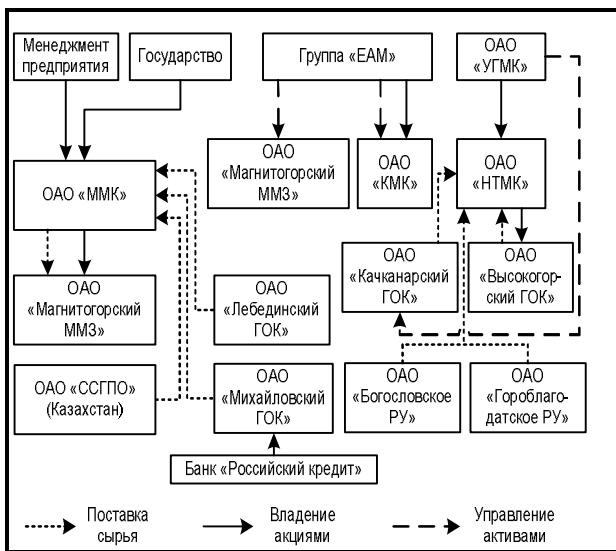 Менеджмент
предприятия
Государство
Группа «ЕАМ»
ОАО
«УГМК»
ОАО «ММК»
ОАО
«Магнитогорский
ММЗ»
ОАО
«КМК»
ОАО
«НТМК»
ОАО
«Качканарский
ГОК»
ОАО
«Высокогор-
ский ГОК»
ОАО
«Магнитогорский
ММЗ»
ОАО
«Лебединский
ГОК»
ОАО «ССГПО»
(Казахстан)
ОАО
«Михайловский
ГОК»
ОАО
«Богословское
РУ»
ОАО
«Гороблаго-
датское РУ»
Банк «Российский кредит»
Поставка
сырья
Владение
акциями
Управление
активами